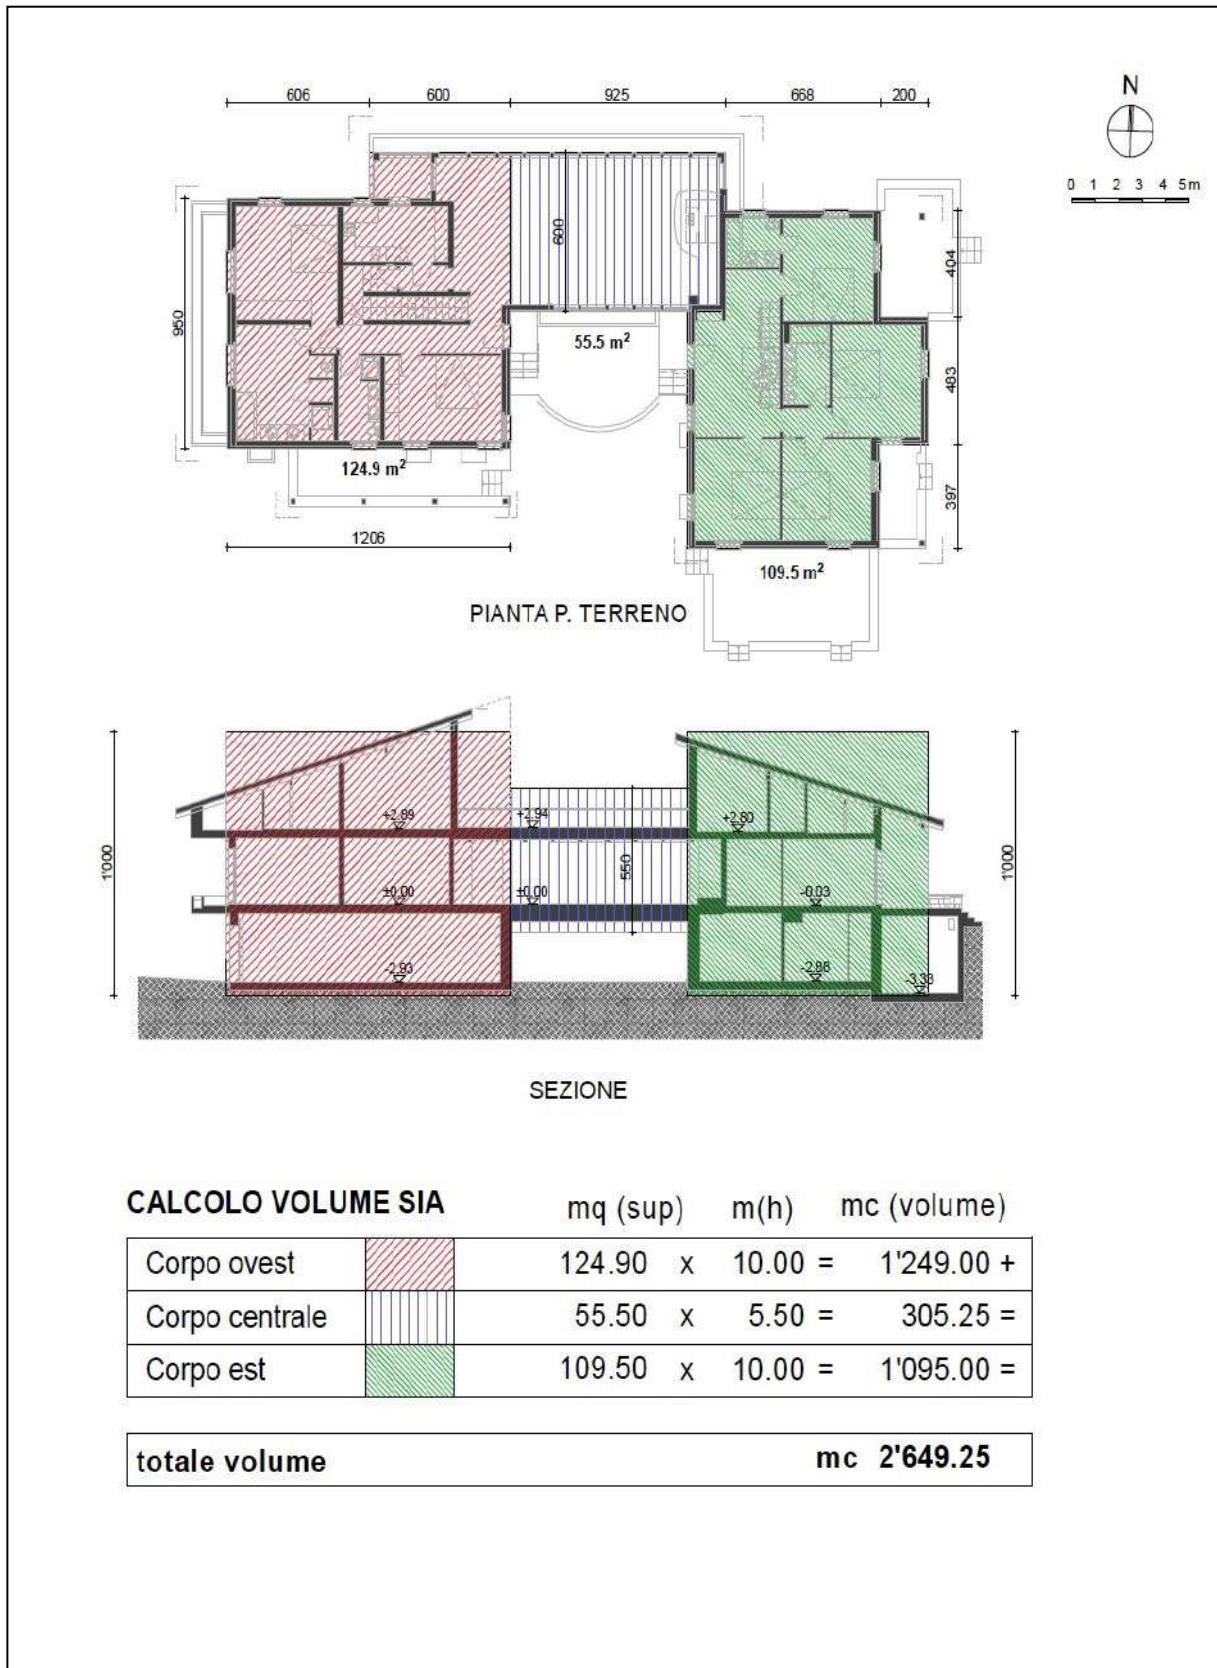 606 600 925 668 200
N
0 1 2 3 4 5m
950
600
404
483
397
55.5 m²
124.9 m²
1'206
109.5 m²
PIANTA P. TERRENO
1'000
+2.89
+2.94
+2.80
550
±0.00
±0.00
-0.03
-2.93
-2.88
-3.33
1'000
SEZIONE
CALCOLO VOLUME SIA mq (sup) m(h) mc (volume)
Corpo ovest 124.90 x 10.00 = 1'249.00 +
Corpo centrale 55.50 x 5.50 = 305.25 =
Corpo est 109.50 x 10.00 = 1'095.00 =
totale volume mc 2'649.25